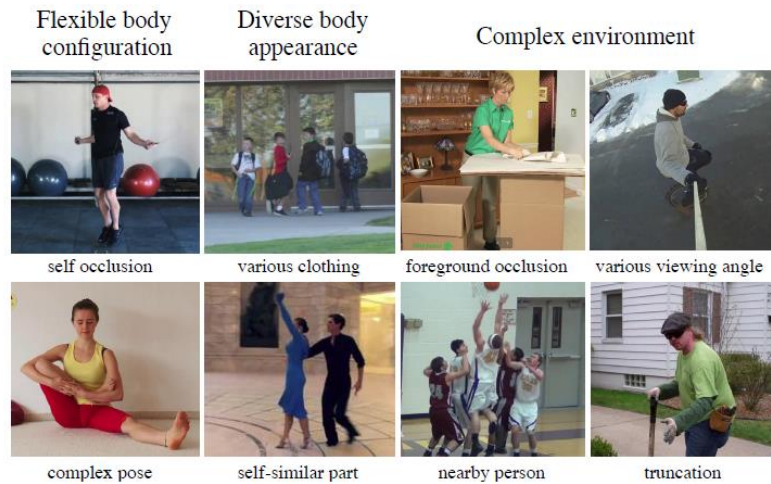 Flexible body configuration
Diverse body appearance
Complex environment
self occlusion
various clothing
foreground occlusion
various viewing angle
complex pose
self-similar part
nearby person
truncation